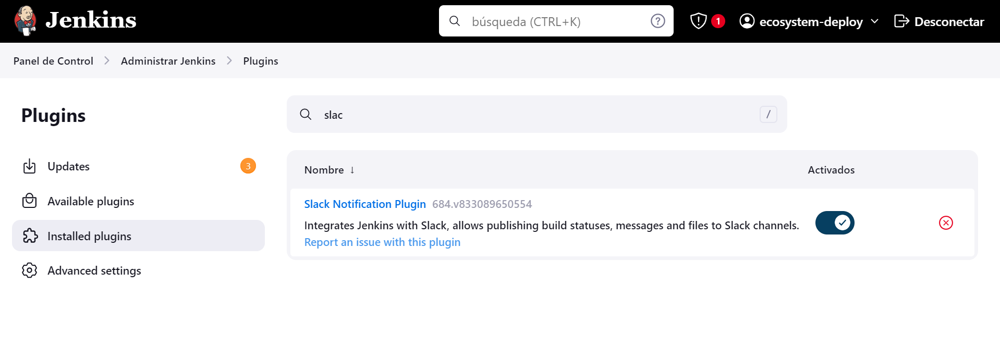 Jenkins
búsqueda (CTRL+K)
?
1
ecosystem-deploy
Desconectar
Panel de Control
Administrar Jenkins
Plugins
Plugins
Updates
3
Available plugins
Installed plugins
Advanced settings
slac
/
Nombre ↓
Activados
Slack Notification Plugin 684.v833089650554
Integrates Jenkins with Slack, allows publishing build statuses, messages and files to Slack channels.
Report an issue with this plugin